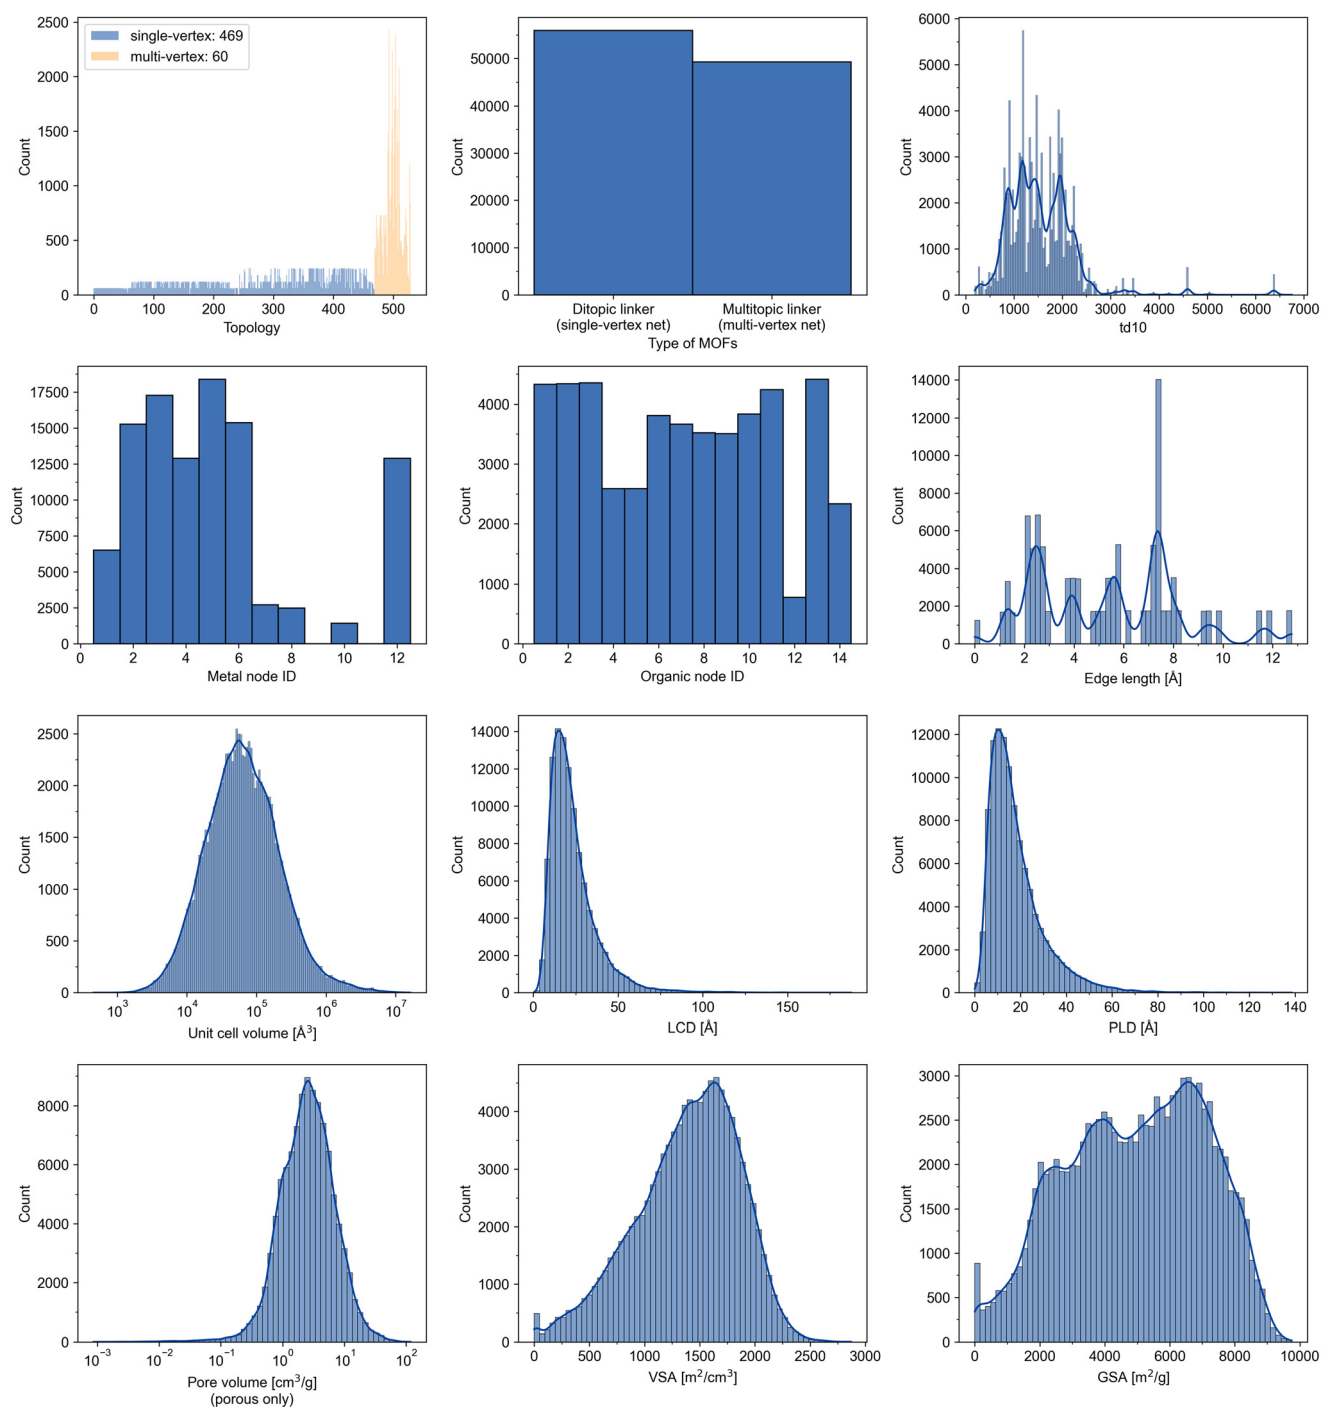 single-vertex: 469
multi-vertex: 60
2500
2000
1500
1000
500
0
Count
0 100 200 300 400 500
Topology
50000
40000
30000
20000
10000
0
Count
Ditopic linker
(single-vertex net)
Multitopic linker
(multi-vertex net)
Type of MOFs
6000
5000
4000
3000
2000
1000
0
Count
0 1000 2000 3000 4000 5000 6000 7000
td10
17500
15000
12500
10000
7500
5000
2500
0
Count
0 2 4 6 8 10 12
Metal node ID
4000
3000
2000
1000
0
Count
0 2 4 6 8 10 12 14
Organic node ID
14000
12000
10000
8000
6000
4000
2000
0
Count
0 2 4 6 8 10 12
Edge length [Å]
2500
2000
1500
1000
500
0
Count
10³ 10⁴ 10⁵ 10⁶ 10⁷
Unit cell volume [Å³]
14000
12000
10000
8000
6000
4000
2000
0
Count
0 50 100 150
LCD [Å]
12000
10000
8000
6000
4000
2000
0
Count
0 20 40 60 80 100 120 140
PLD [Å]
8000
6000
4000
2000
0
Count
10⁻³ 10⁻² 10⁻¹ 10⁰ 10¹ 10²
Pore volume [cm³/g]
(porous only)
4000
3000
2000
1000
0
Count
0 500 1000 1500 2000 2500 3000
VSA [m²/cm³]
3000
2500
2000
1500
1000
500
0
Count
0 2000 4000 6000 8000 10000
GSA [m²/g]